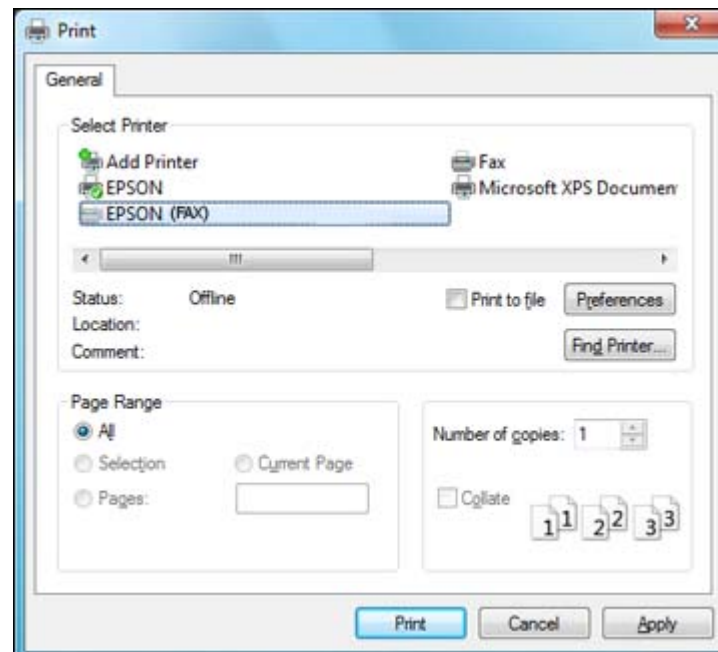 Print
General
Select Printer
Add Printer
Fax
EPSON
Microsoft XPS Documen
EPSON (FAX)
Status: Offline
Print to file
Preferences
Location:
Comment:
Find Printer...
Page Range
All
Selection
Current Page
Pages:
Number of copies: 1
Collate
1 1 2 2 3 3
Print
Cancel
Apply